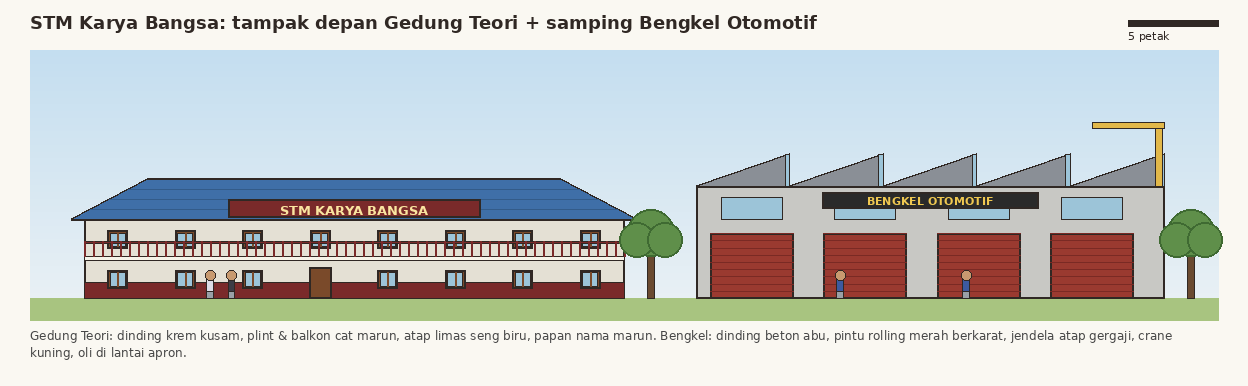 STM Karya Bangsa: tampak depan Gedung Teori + samping Bengkel Otomotif
5 petak
STM KARYA BANGSA
BENGKEL OTOMOTIF
Gedung Teori: dinding krem kusam, plint & balkon cat marun, atap limas seng biru, papan nama marun. Bengkel: dinding beton abu, pintu rolling merah berkarat, jendela atap gergaji, crane
kuning, oli di lantai apron.